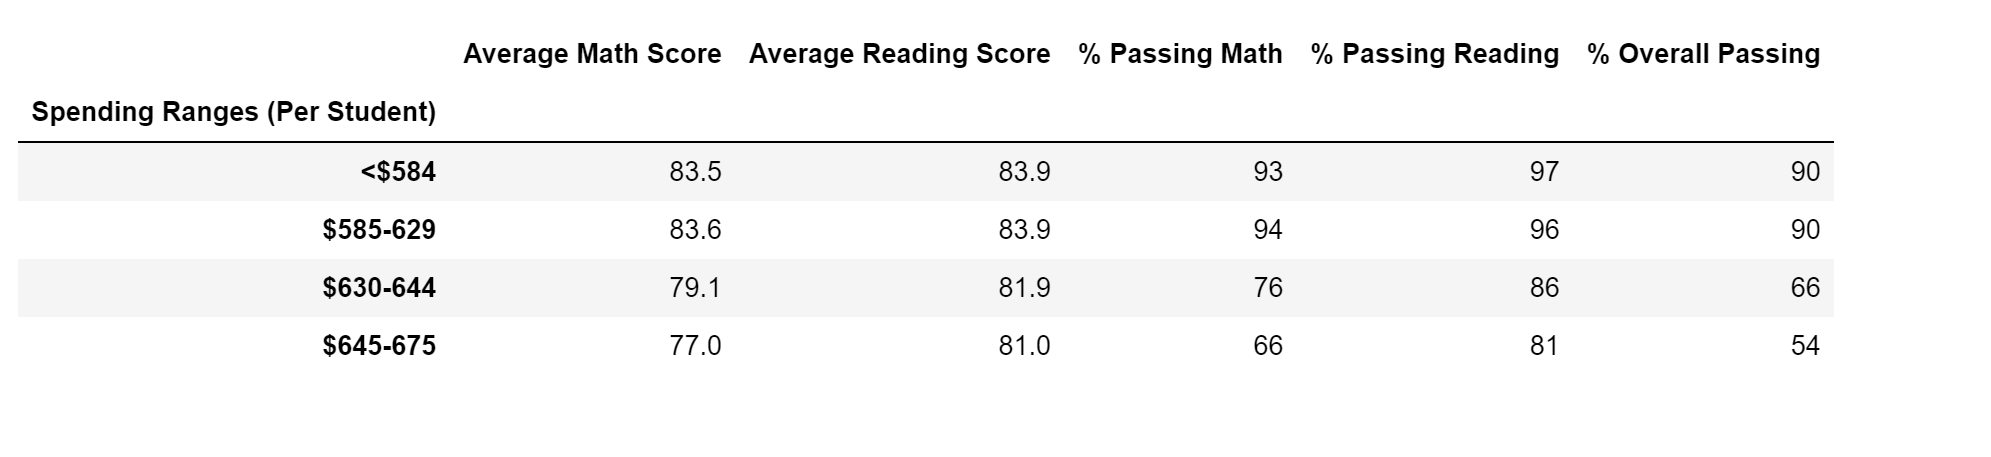 Average Math Score Average Reading Score % Passing Math % Passing Reading % Overall Passing
Spending Ranges (Per Student)
<$584 83.5 83.9 93 97 90
$585-629 83.6 83.9 94 96 90
$630-644 79.1 81.9 76 86 66
$645-675 77.0 81.0 66 81 54